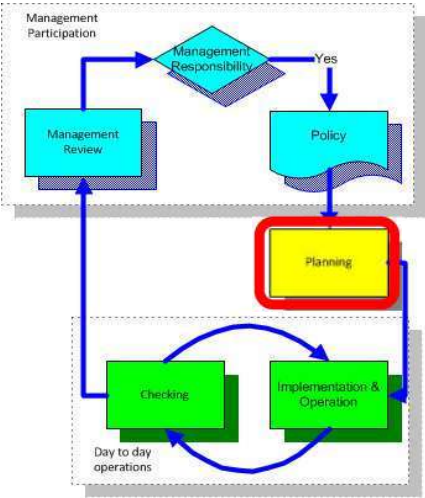 Management
Participation
Management
Responsibility
Yes
Management
Review
Policy
Planning
Checking
Implementation &
Operation
Day to day
operations